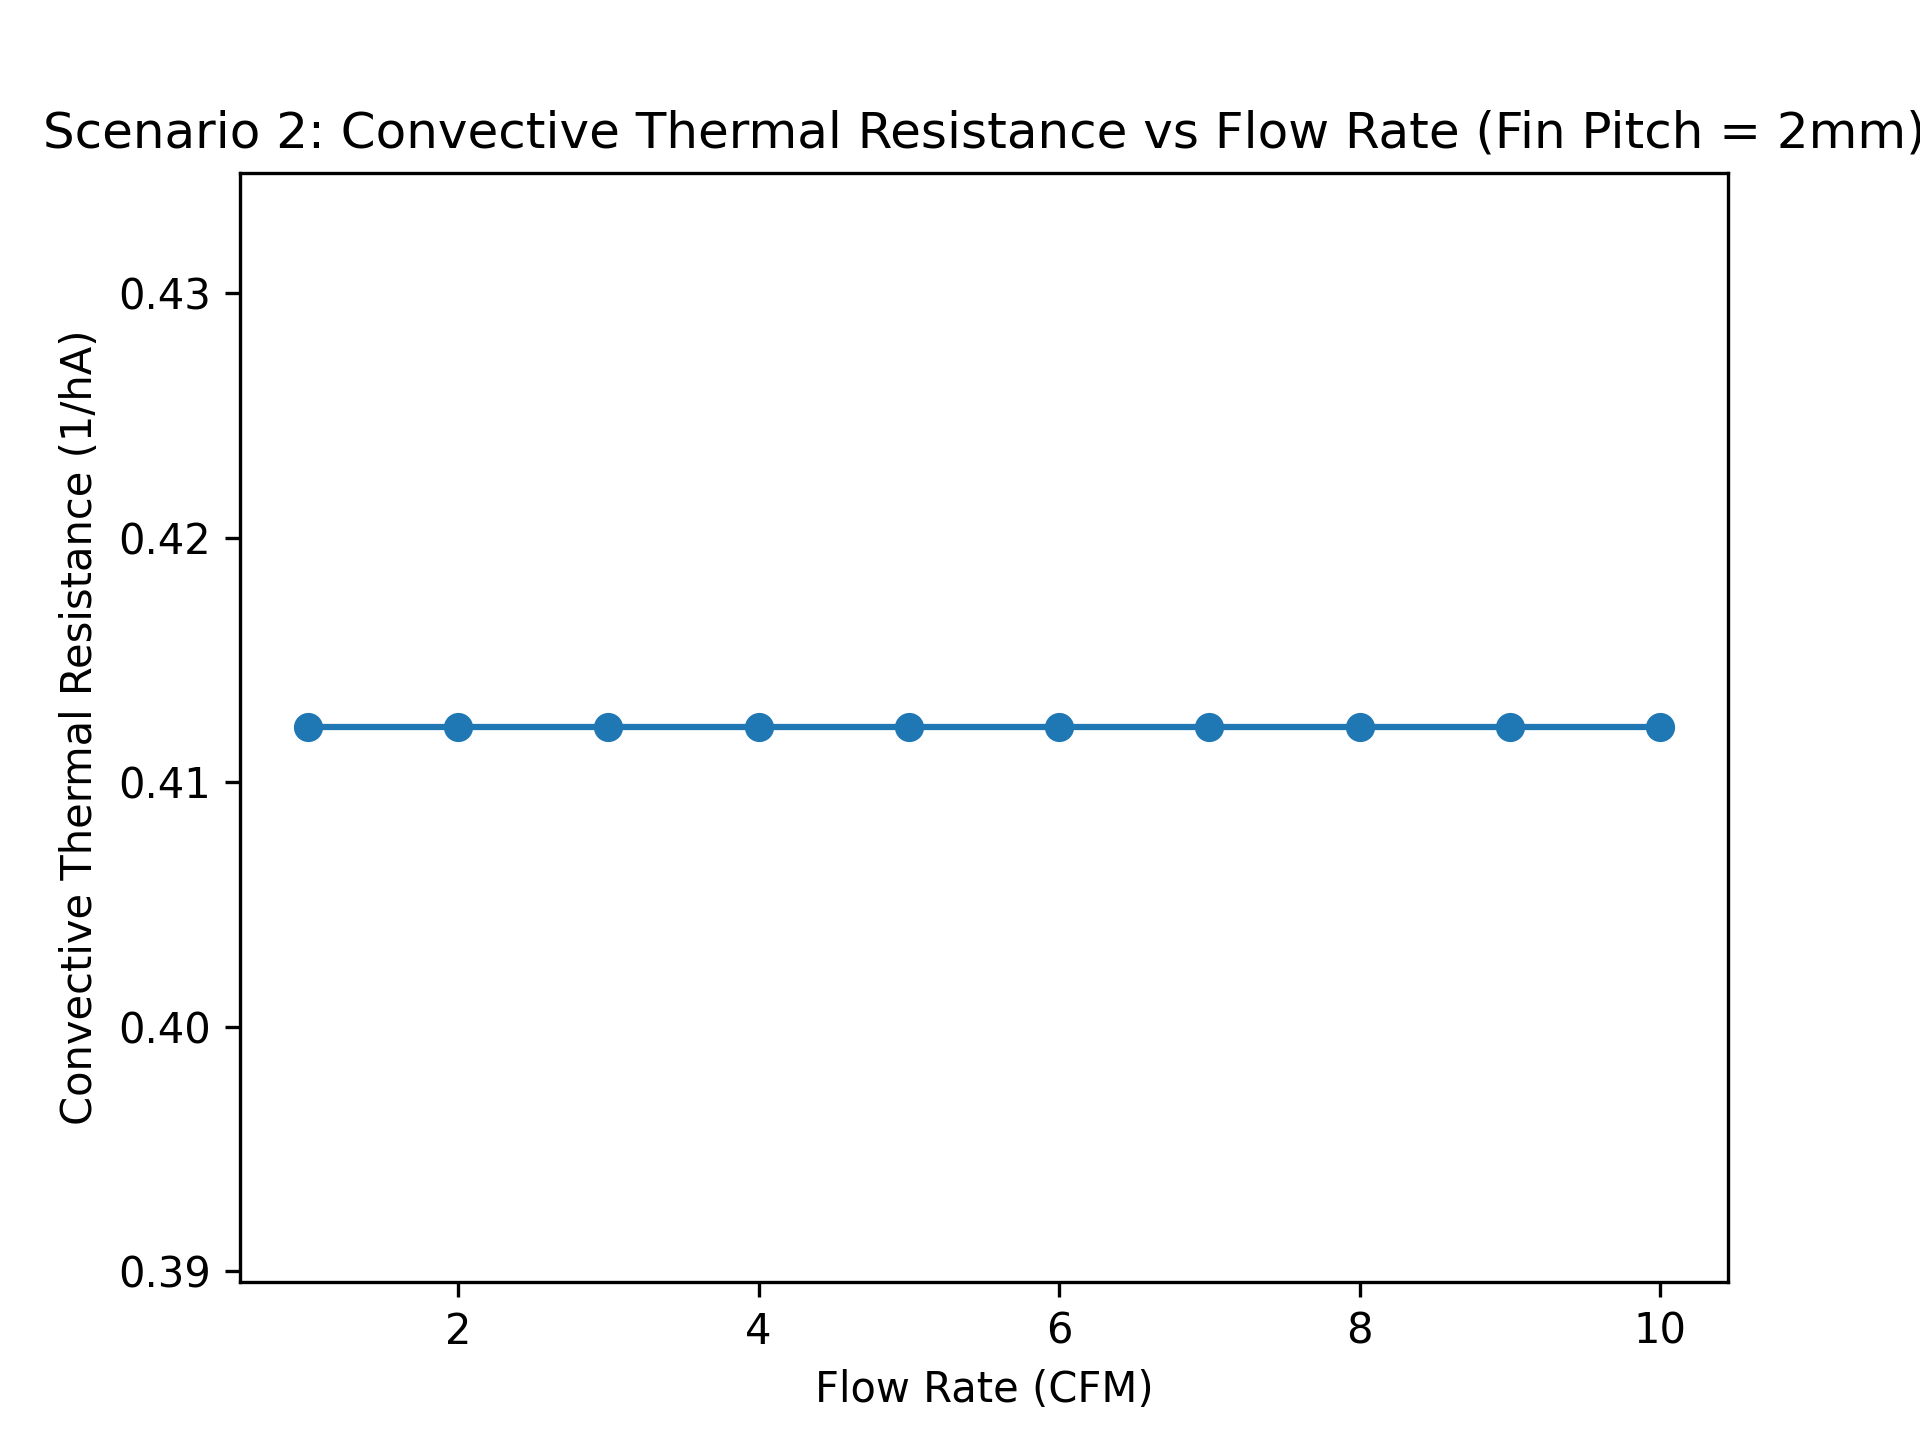 Scenario 2: Convective Thermal Resistance vs Flow Rate (Fin Pitch = 2mm)
Convective Thermal Resistance (1/hA)
0.43
0.42
0.41
0.40
0.39
2 4 6 8 10
Flow Rate (CFM)